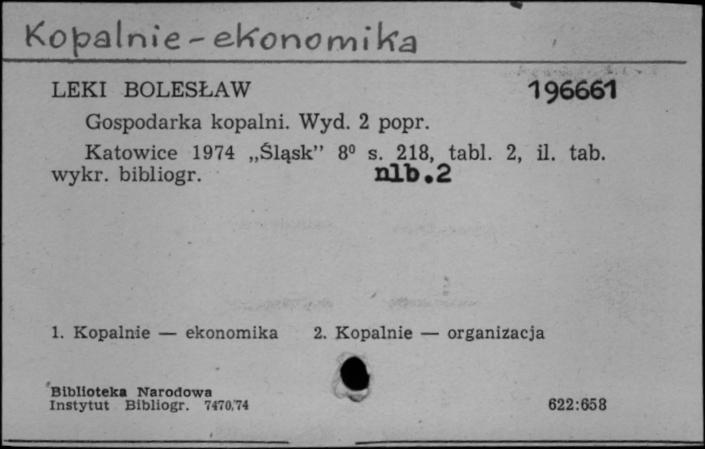 Kopalnie - ekonomika
LEKI BOLESŁAW 196661
Gospodarka kopalni. Wyd. 2 popr.
Katowice 1974 „Śląsk” 8⁰ s. 218, tabl. 2, il. tab.
wykr. bibliogr. nlb.2
1. Kopalnie — ekonomika 2. Kopalnie — organizacja
Biblioteka Narodowa
Instytut Bibliogr. 7470/74 622:658